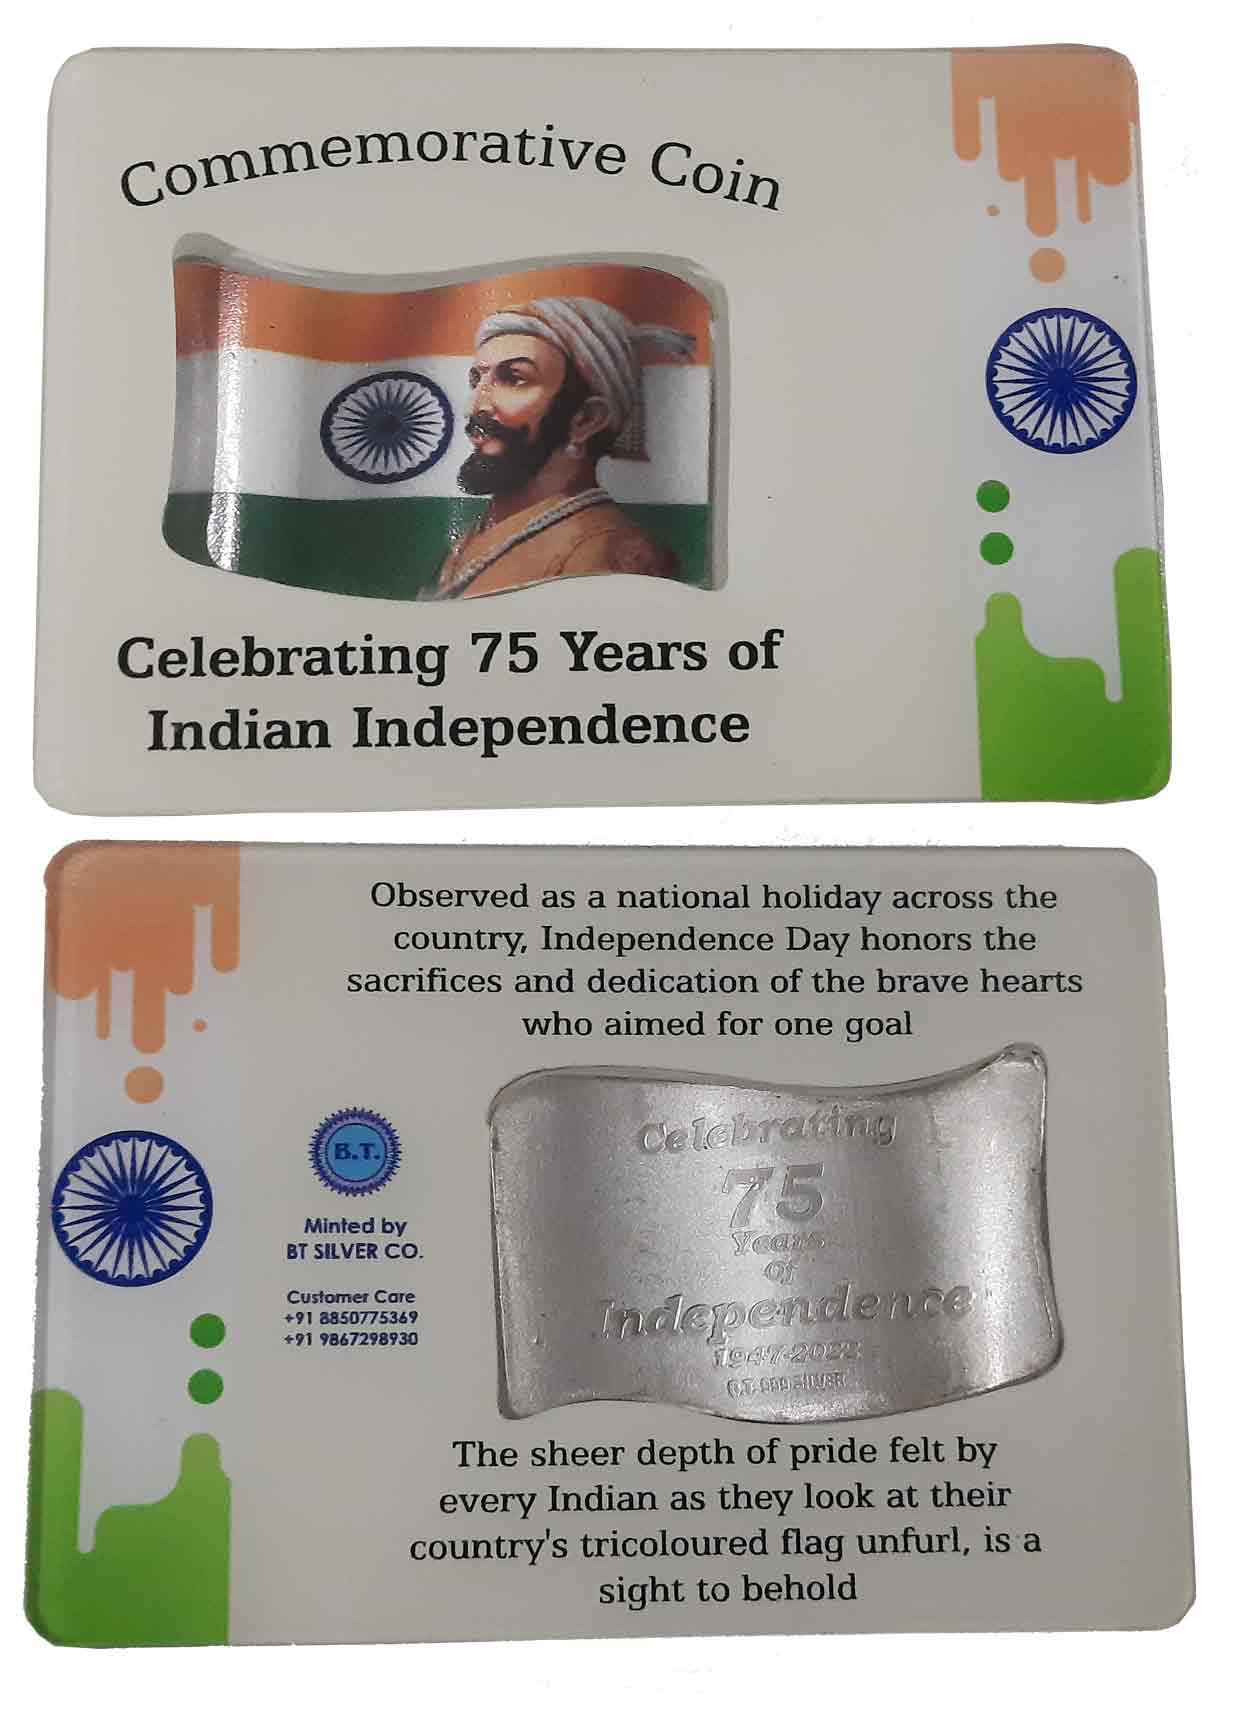 Commemorative Coin
Celebrating 75 Years of
Indian Independence
Observed as a national holiday across the
country, Independence Day honors the
sacrifices and dedication of the brave hearts
who aimed for one goal
B.T.
Minted by
BT SILVER CO.
Customer Care
+91 8850775369
+91 9867298930
Celebrating
75
Years
of
Independence
1947-2022
B.T. 999 SILVER
The sheer depth of pride felt by
every Indian as they look at their
country's tricoloured flag unfurl, is a
sight to behold